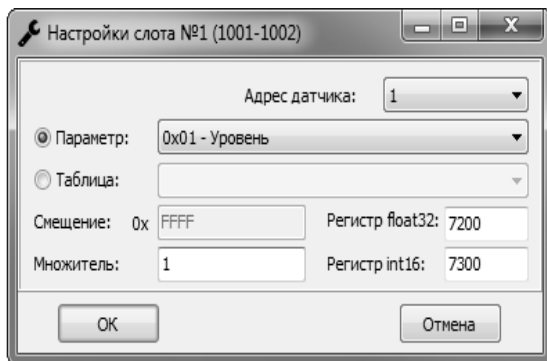 Настройки слота №1 (1001-1002)
Адрес датчика: 1
Параметр: 0x01 - Уровень
Таблица:
Смещение: 0x FFFF Регистр float32: 7200
Множитель: 1 Регистр int16: 7300
OK Отмена